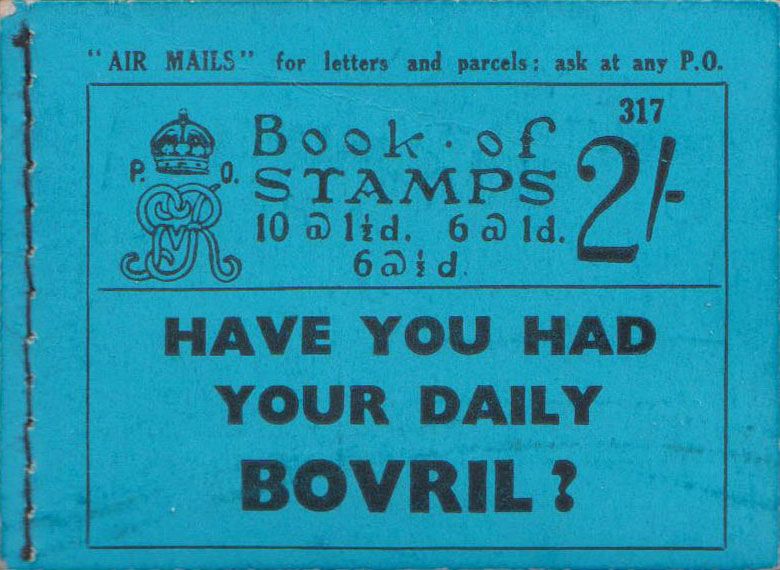 "AIR MAILS" for letters and parcels: ask at any P.O.
317
P. O.
Book · of
STAMPS 2/-
10 @ 1½d. 6 @ 1d.
6 @ ½d.
HAVE YOU HAD
YOUR DAILY
BOVRIL?